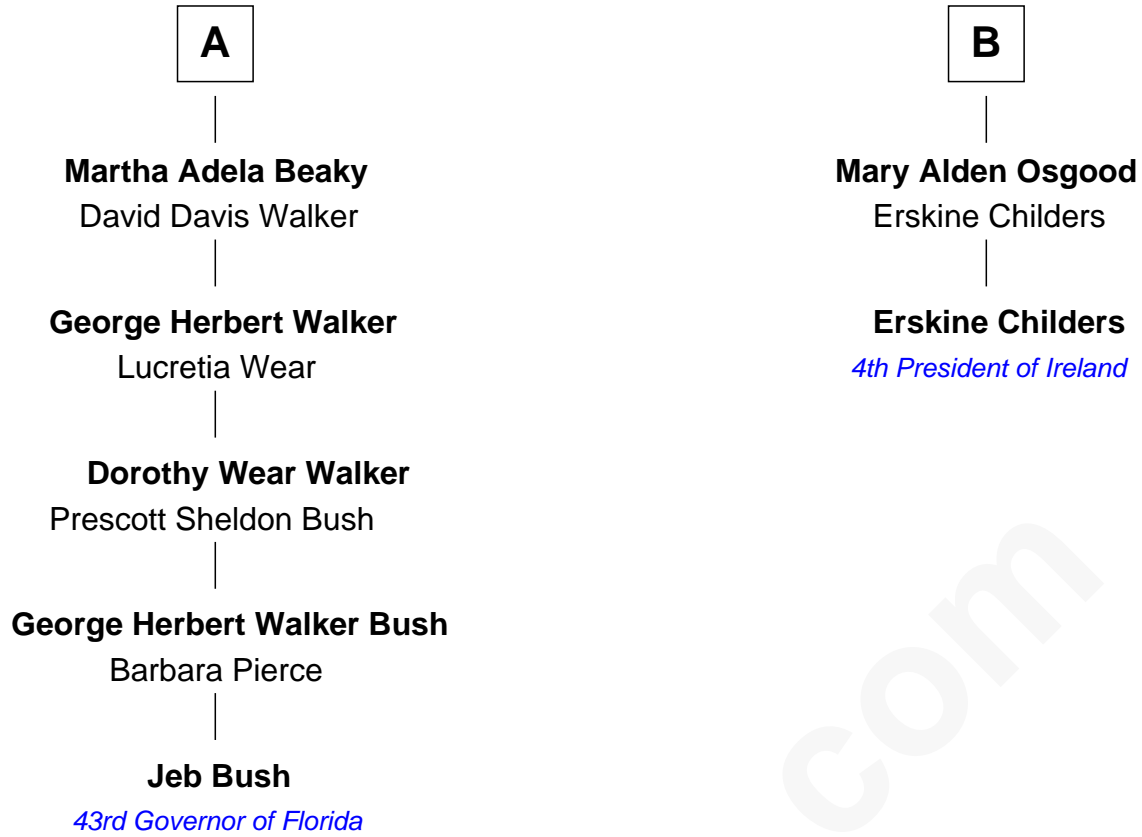 A
Martha Adela Beaky
David Davis Walker
George Herbert Walker
Lucretia Wear
Dorothy Wear Walker
Prescott Sheldon Bush
George Herbert Walker Bush
Barbara Pierce
Jeb Bush
43rd Governor of Florida
B
Mary Alden Osgood
Erskine Childers
Erskine Childers
4th President of Ireland
com